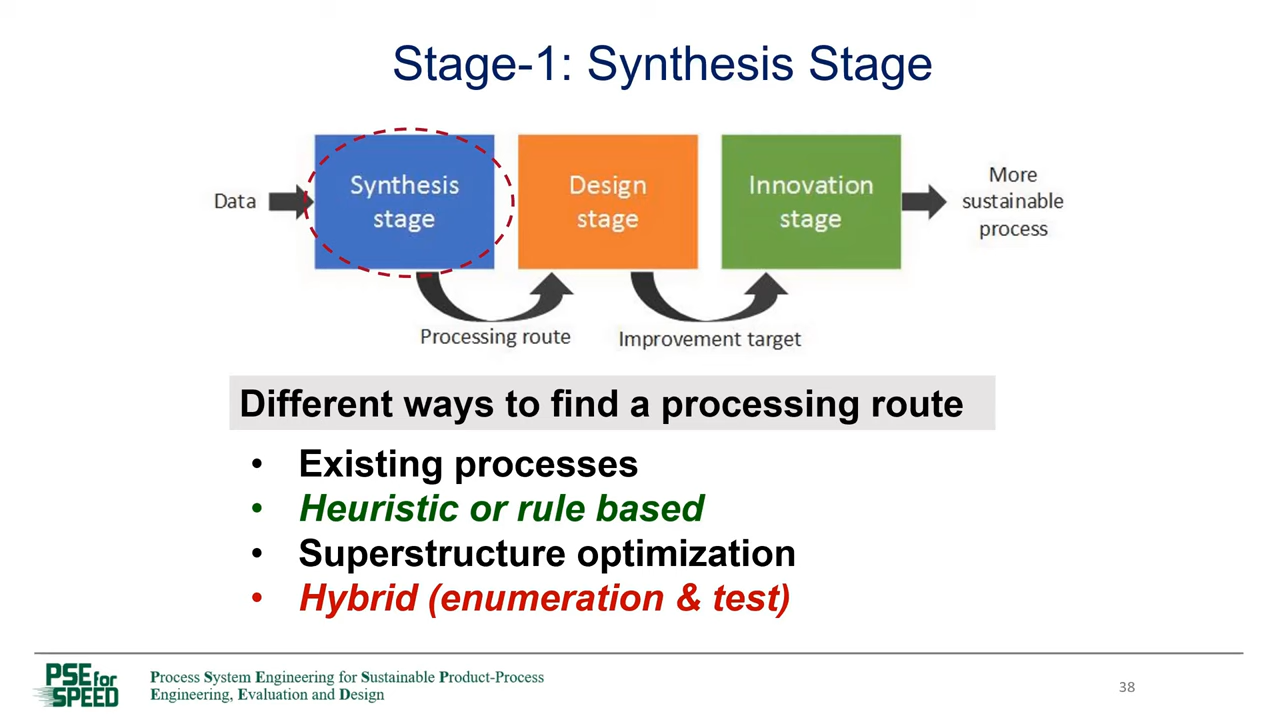 Stage-1: Synthesis Stage
Data
Synthesis
stage
Design
stage
Innovation
stage
More
sustainable
process
Processing route
Improvement target
Different ways to find a processing route
• Existing processes
• Heuristic or rule based
• Superstructure optimization
• Hybrid (enumeration & test)
PSE for
SPEED
Process System Engineering for Sustainable Product-Process
Engineering, Evaluation and Design
38